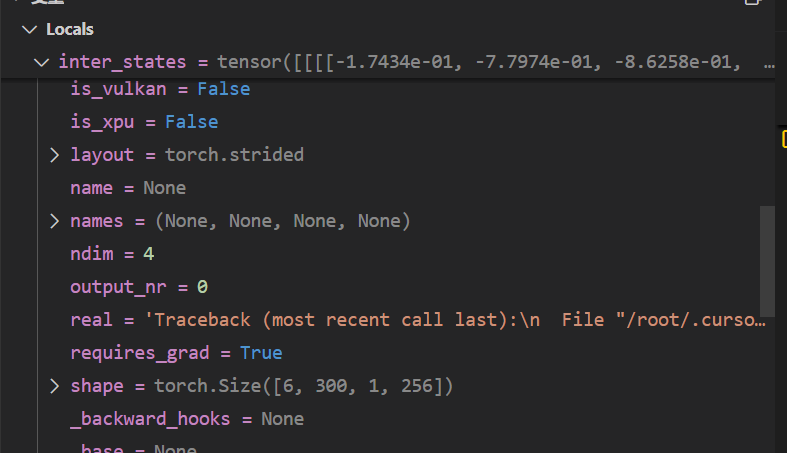 Locals
inter_states = tensor([[[[-1.7434e-01, -7.7974e-01, -8.6258e-01, …
is_vulkan = False
is_xpu = False
layout = torch.strided
name = None
names = (None, None, None, None)
ndim = 4
output_nr = 0
real = 'Traceback (most recent call last):\n  File "/root/.curso…
requires_grad = True
shape = torch.Size([6, 300, 1, 256])
_backward_hooks = None
_base = None